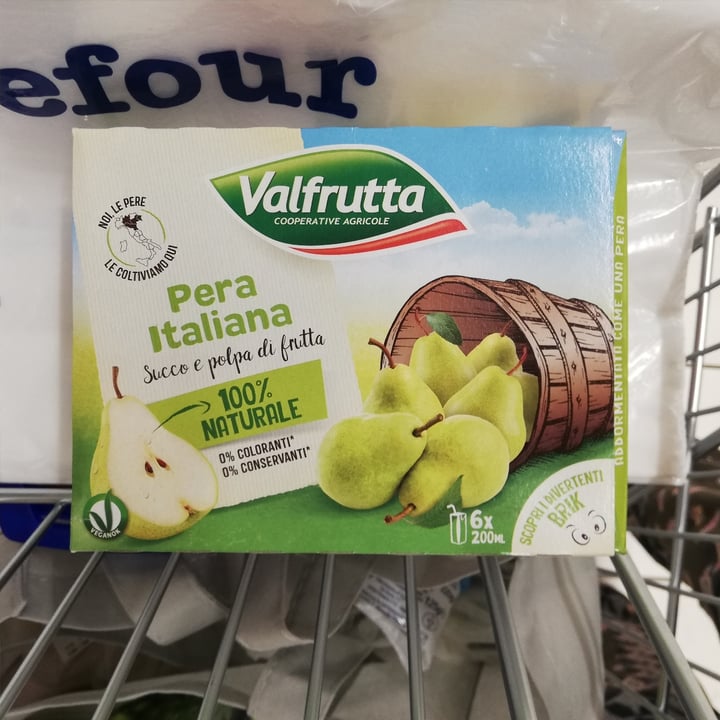 efour
Valfrutta
COOPERATIVE AGRICOLE
NOI LE PERE
LE COLTIVIAMO QUI
Pera
Italiana
Succo e polpa di frutta
100%
NATURALE
0% COLORANTI*
0% CONSERVANTI*
VEGANOK
6x
200ML
SCOPRI I DIVERTENTI
BRIK
ADDORMENTATA COME UNA PERA